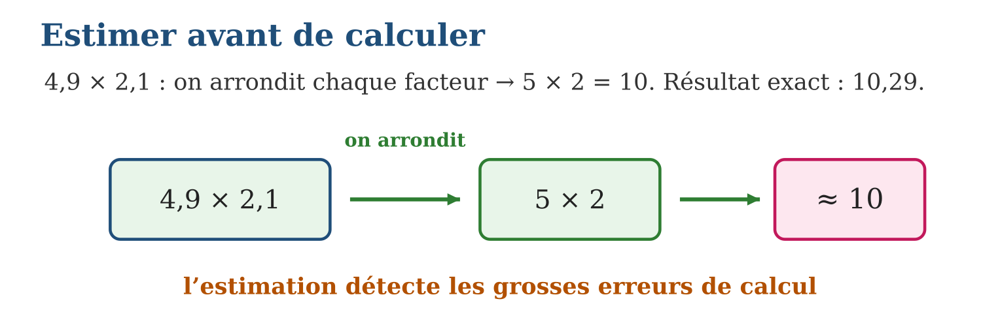 Estimer avant de calculer
4,9 × 2,1 : on arrondit chaque facteur → 5 × 2 = 10. Résultat exact : 10,29.
on arrondit
4,9 × 2,1
5 × 2
≈ 10
l’estimation détecte les grosses erreurs de calcul